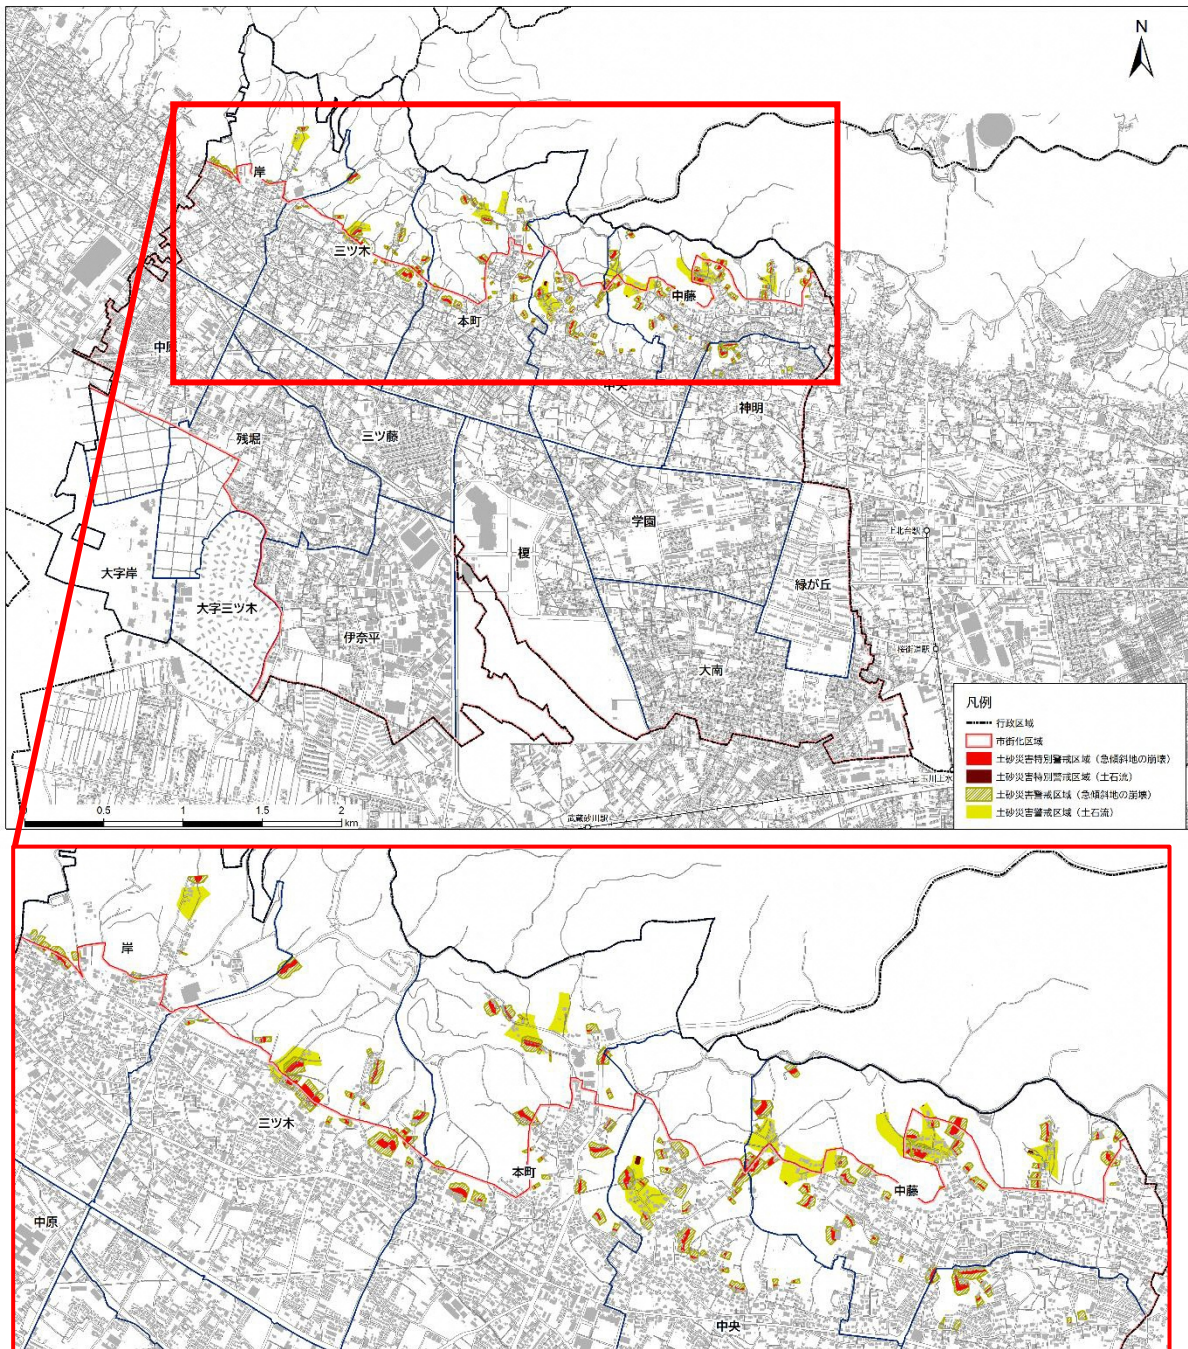 N
岸
三ツ木
中藤
本町
中原
中央
神明
残堀
三ツ藤
学園
榎
上北台駅
大字岸
緑が丘
大字三ツ木
伊奈平
桜街道駅
大南
凡例
行政区域
市街化区域
土砂災害特別警戒区域（急傾斜地の崩壊）
土砂災害特別警戒区域（土石流）
土砂災害警戒区域（急傾斜地の崩壊）
土砂災害警戒区域（土石流）
玉川上水
0.5
1
1.5
2
km
武蔵砂川駅
岸
三ツ木
本町
中藤
中原
中央